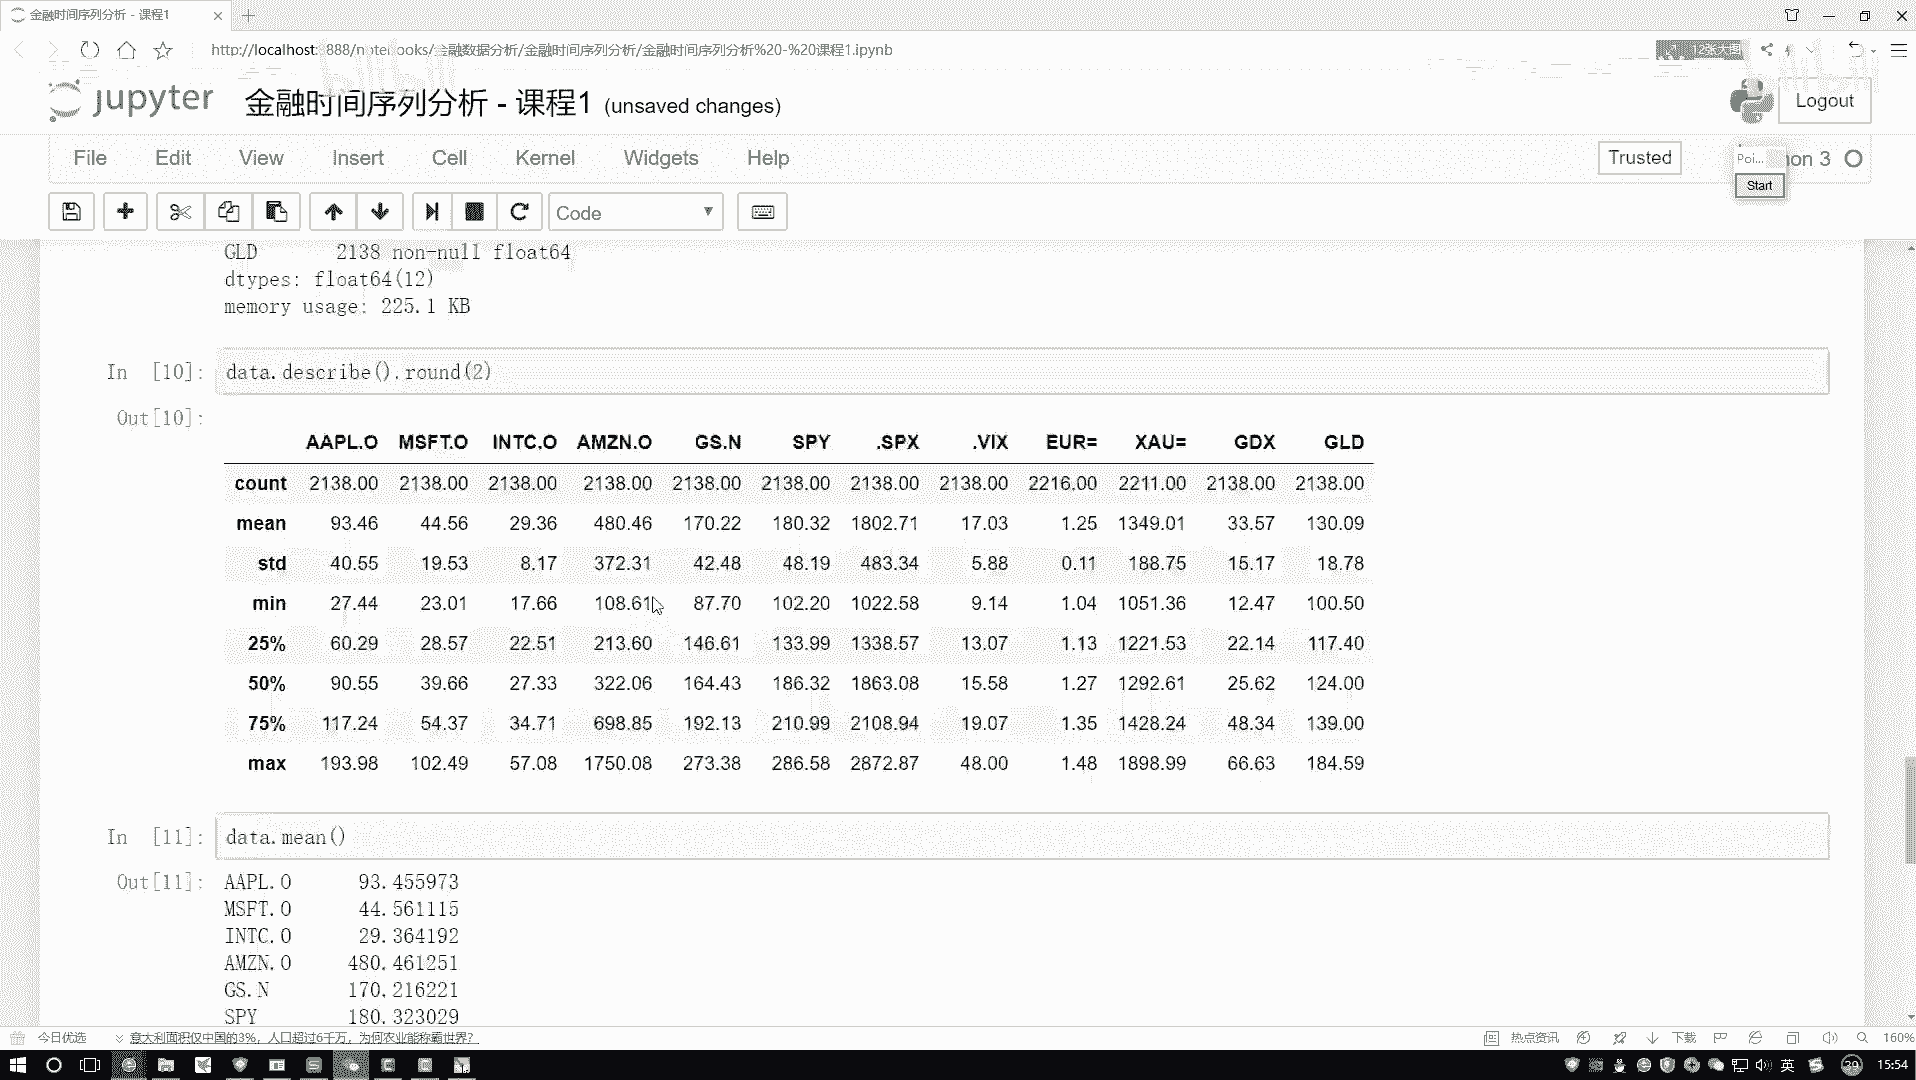 金融时间序列分析 - 课程1
http://localhost:8888/notebooks/金融数据分析/金融时间序列分析/金融时间序列分析%20-%20课程1.ipynb
12张大图
jupyter 金融时间序列分析 - 课程1 (unsaved changes)
Logout
File Edit View Insert Cell Kernel Widgets Help
Trusted
Poi... hon 3
Start
Code
GLD 2138 non-null float64
dtypes: float64(12)
memory usage: 225.1 KB
In [10]: data.describe().round(2)
Out[10]:
AAPL.O MSFT.O INTC.O AMZN.O GS.N SPY .SPX .VIX EUR= XAU= GDX GLD
count 2138.00 2138.00 2138.00 2138.00 2138.00 2138.00 2138.00 2138.00 2216.00 2211.00 2138.00 2138.00
mean 93.46 44.56 29.36 480.46 170.22 180.32 1802.71 17.03 1.25 1349.01 33.57 130.09
std 40.55 19.53 8.17 372.31 42.48 48.19 483.34 5.88 0.11 188.75 15.17 18.78
min 27.44 23.01 17.66 108.61 87.70 102.20 1022.58 9.14 1.04 1051.36 12.47 100.50
25% 60.29 28.57 22.51 213.60 146.61 133.99 1338.57 13.07 1.13 1221.53 22.14 117.40
50% 90.55 39.66 27.33 322.06 164.43 186.32 1863.08 15.58 1.27 1292.61 25.62 124.00
75% 117.24 54.37 34.71 698.85 192.13 210.99 2108.94 19.07 1.35 1428.24 48.34 139.00
max 193.98 102.49 57.08 1750.08 273.38 286.58 2872.87 48.00 1.48 1898.99 66.63 184.59
In [11]: data.mean()
Out[11]: AAPL.O 93.455973
MSFT.O 44.561115
INTC.O 29.364192
AMZN.O 480.461251
GS.N 170.216221
SPY 180.323029
今日优选 意大利面积仅中国的3%，人口超过6千万，为何农业能称霸世界？
热点资讯 下载 160%
英 39 15:54